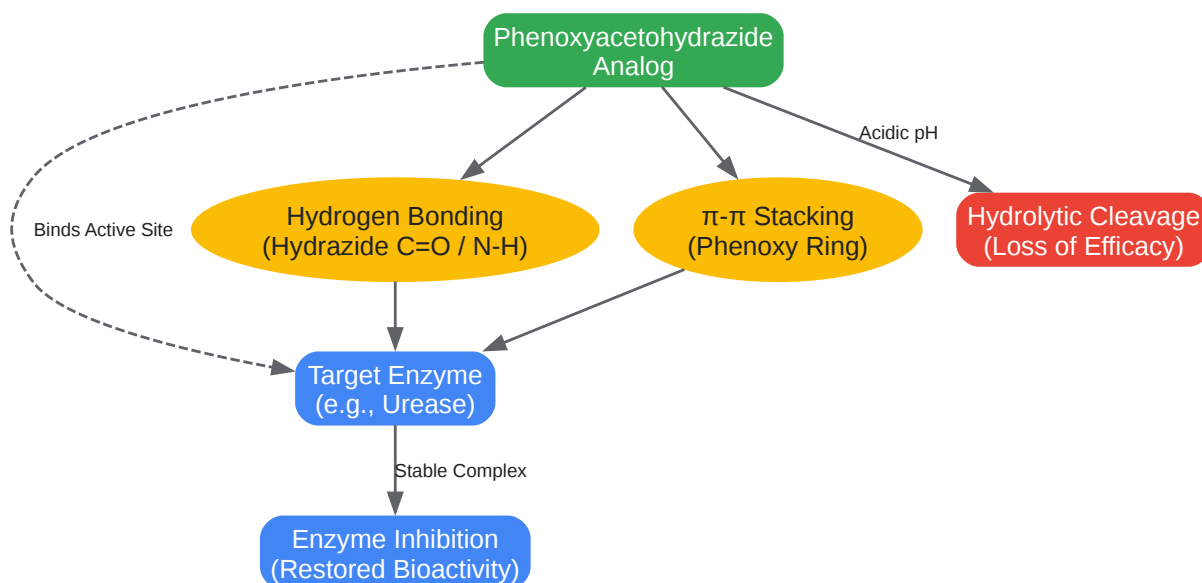 Phenoxyacetohydrazide
Analog
Acidic pH
Hydrogen Bonding
(Hydrazide C=O / N-H)
π-π Stacking
(Phenoxy Ring)
Hydrolytic Cleavage
(Loss of Efficacy)
Binds Active Site
Target Enzyme
(e.g., Urease)
Stable Complex
Enzyme Inhibition
(Restored Bioactivity)